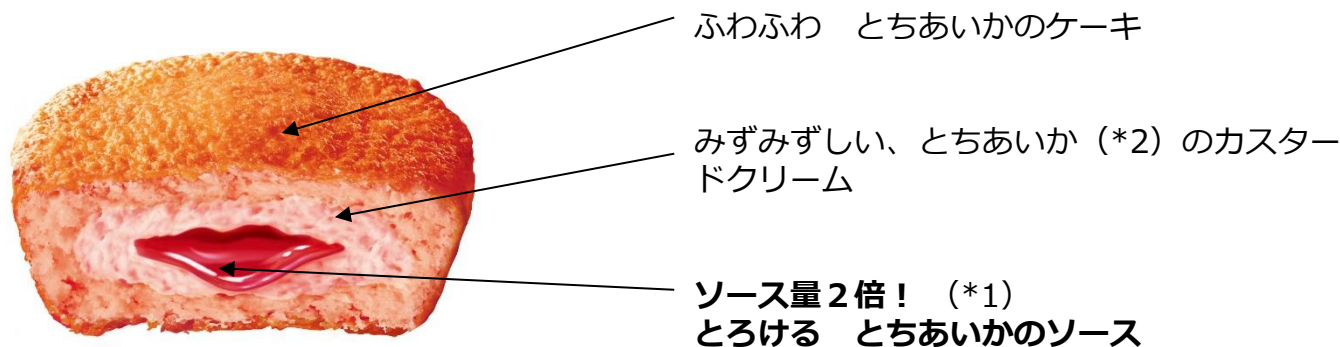 ふわふわ　とちあいかのケーキ
みずみずしい、とちあいか（*2）のカスター
ドクリーム
ソース量２倍！（*1）
とろける　とちあいかのソース